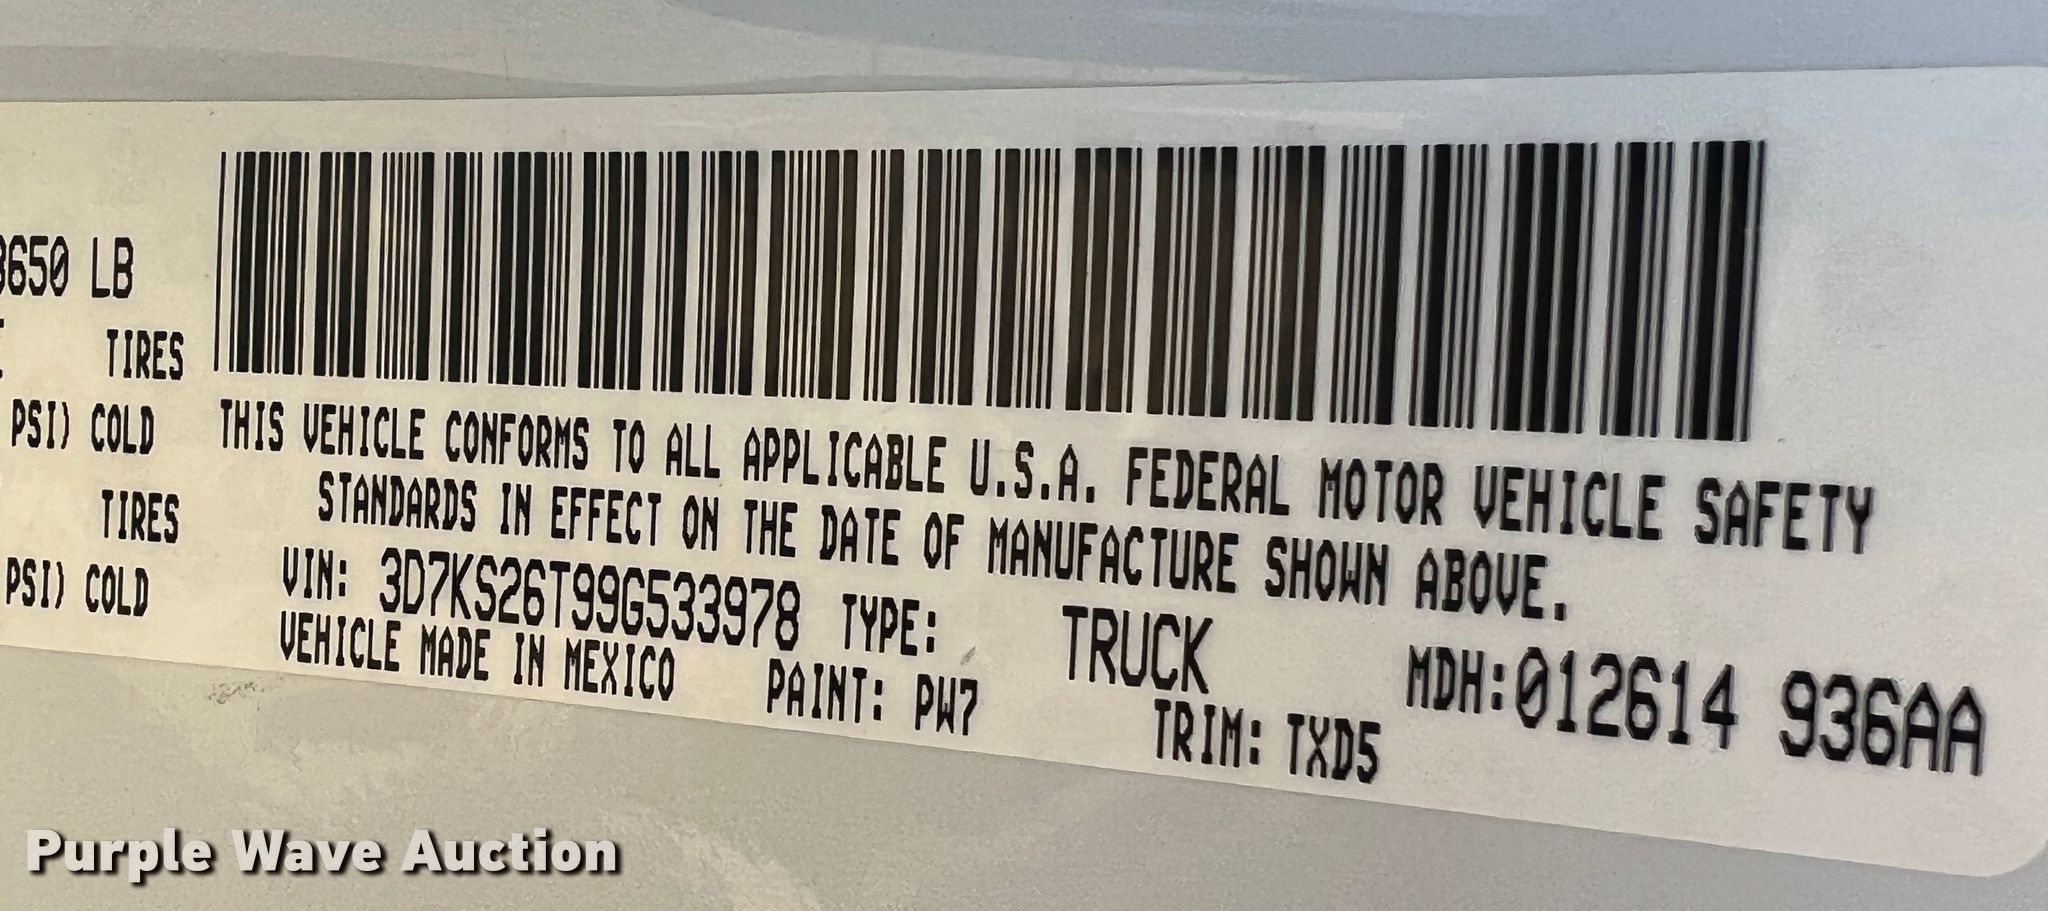 650 LB
TIRES
PSI) COLD
TIRES
PSI) COLD
THIS VEHICLE CONFORMS TO ALL APPLICABLE U.S.A. FEDERAL MOTOR VEHICLE SAFETY
STANDARDS IN EFFECT ON THE DATE OF MANUFACTURE SHOWN ABOVE.
VIN: 3D7KS26T99G533978 TYPE: TRUCK MDH:012614 936AA
VEHICLE MADE IN MEXICO PAINT: PW7 TRIM: TXD5
Purple Wave Auction